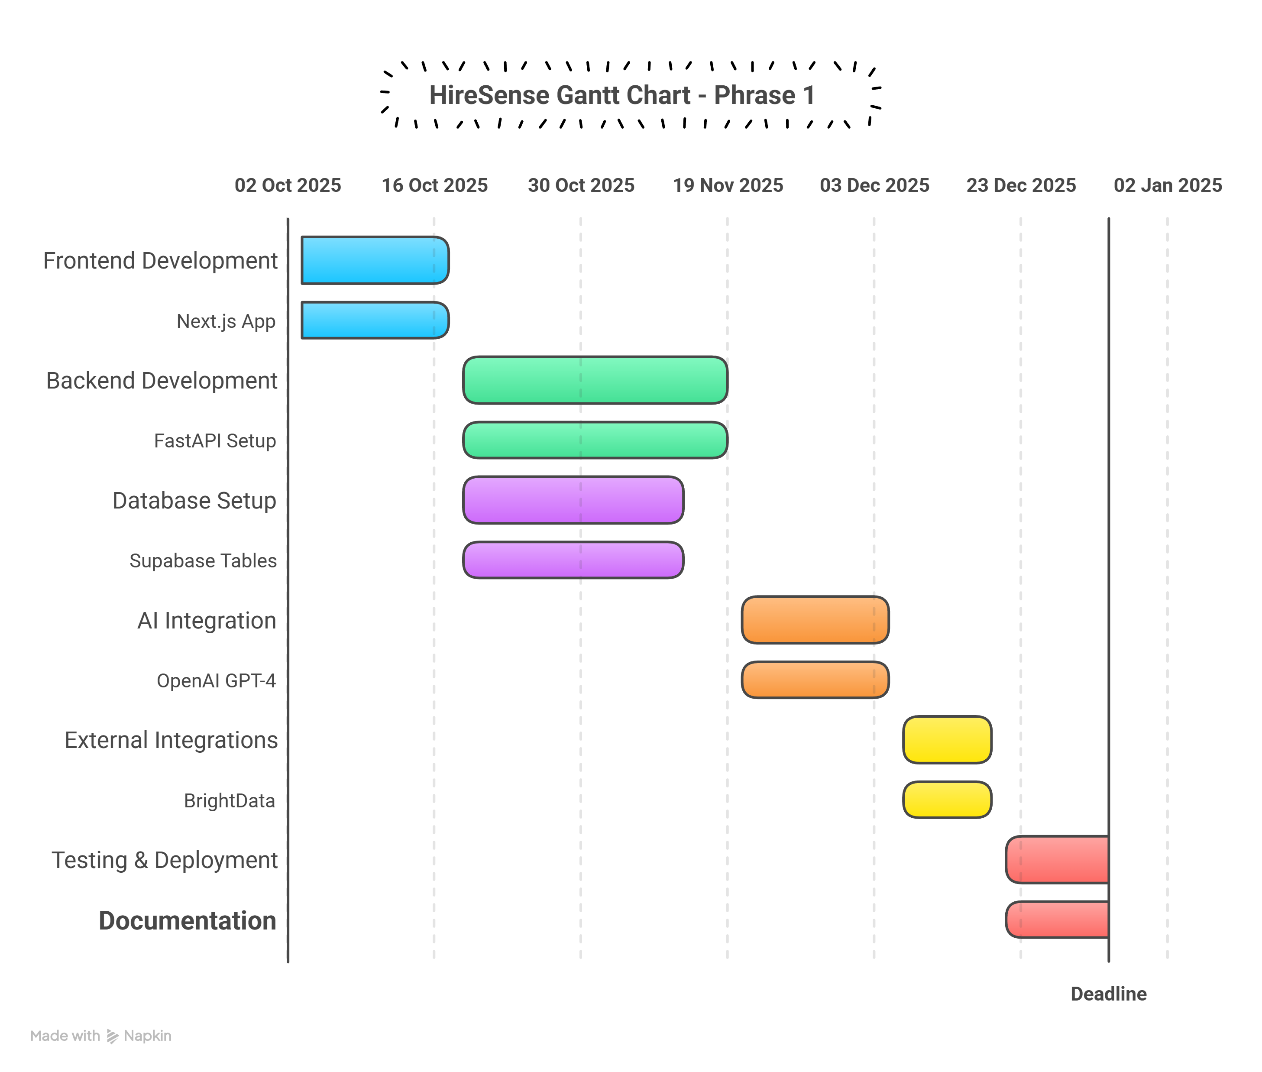 HireSense Gantt Chart - Phrase 1
02 Oct 2025 16 Oct 2025 30 Oct 2025 19 Nov 2025 03 Dec 2025 23 Dec 2025 02 Jan 2025
Frontend Development
Next.js App
Backend Development
FastAPI Setup
Database Setup
Supabase Tables
AI Integration
OpenAI GPT-4
External Integrations
BrightData
Testing & Deployment
Documentation
Deadline
Made with Napkin